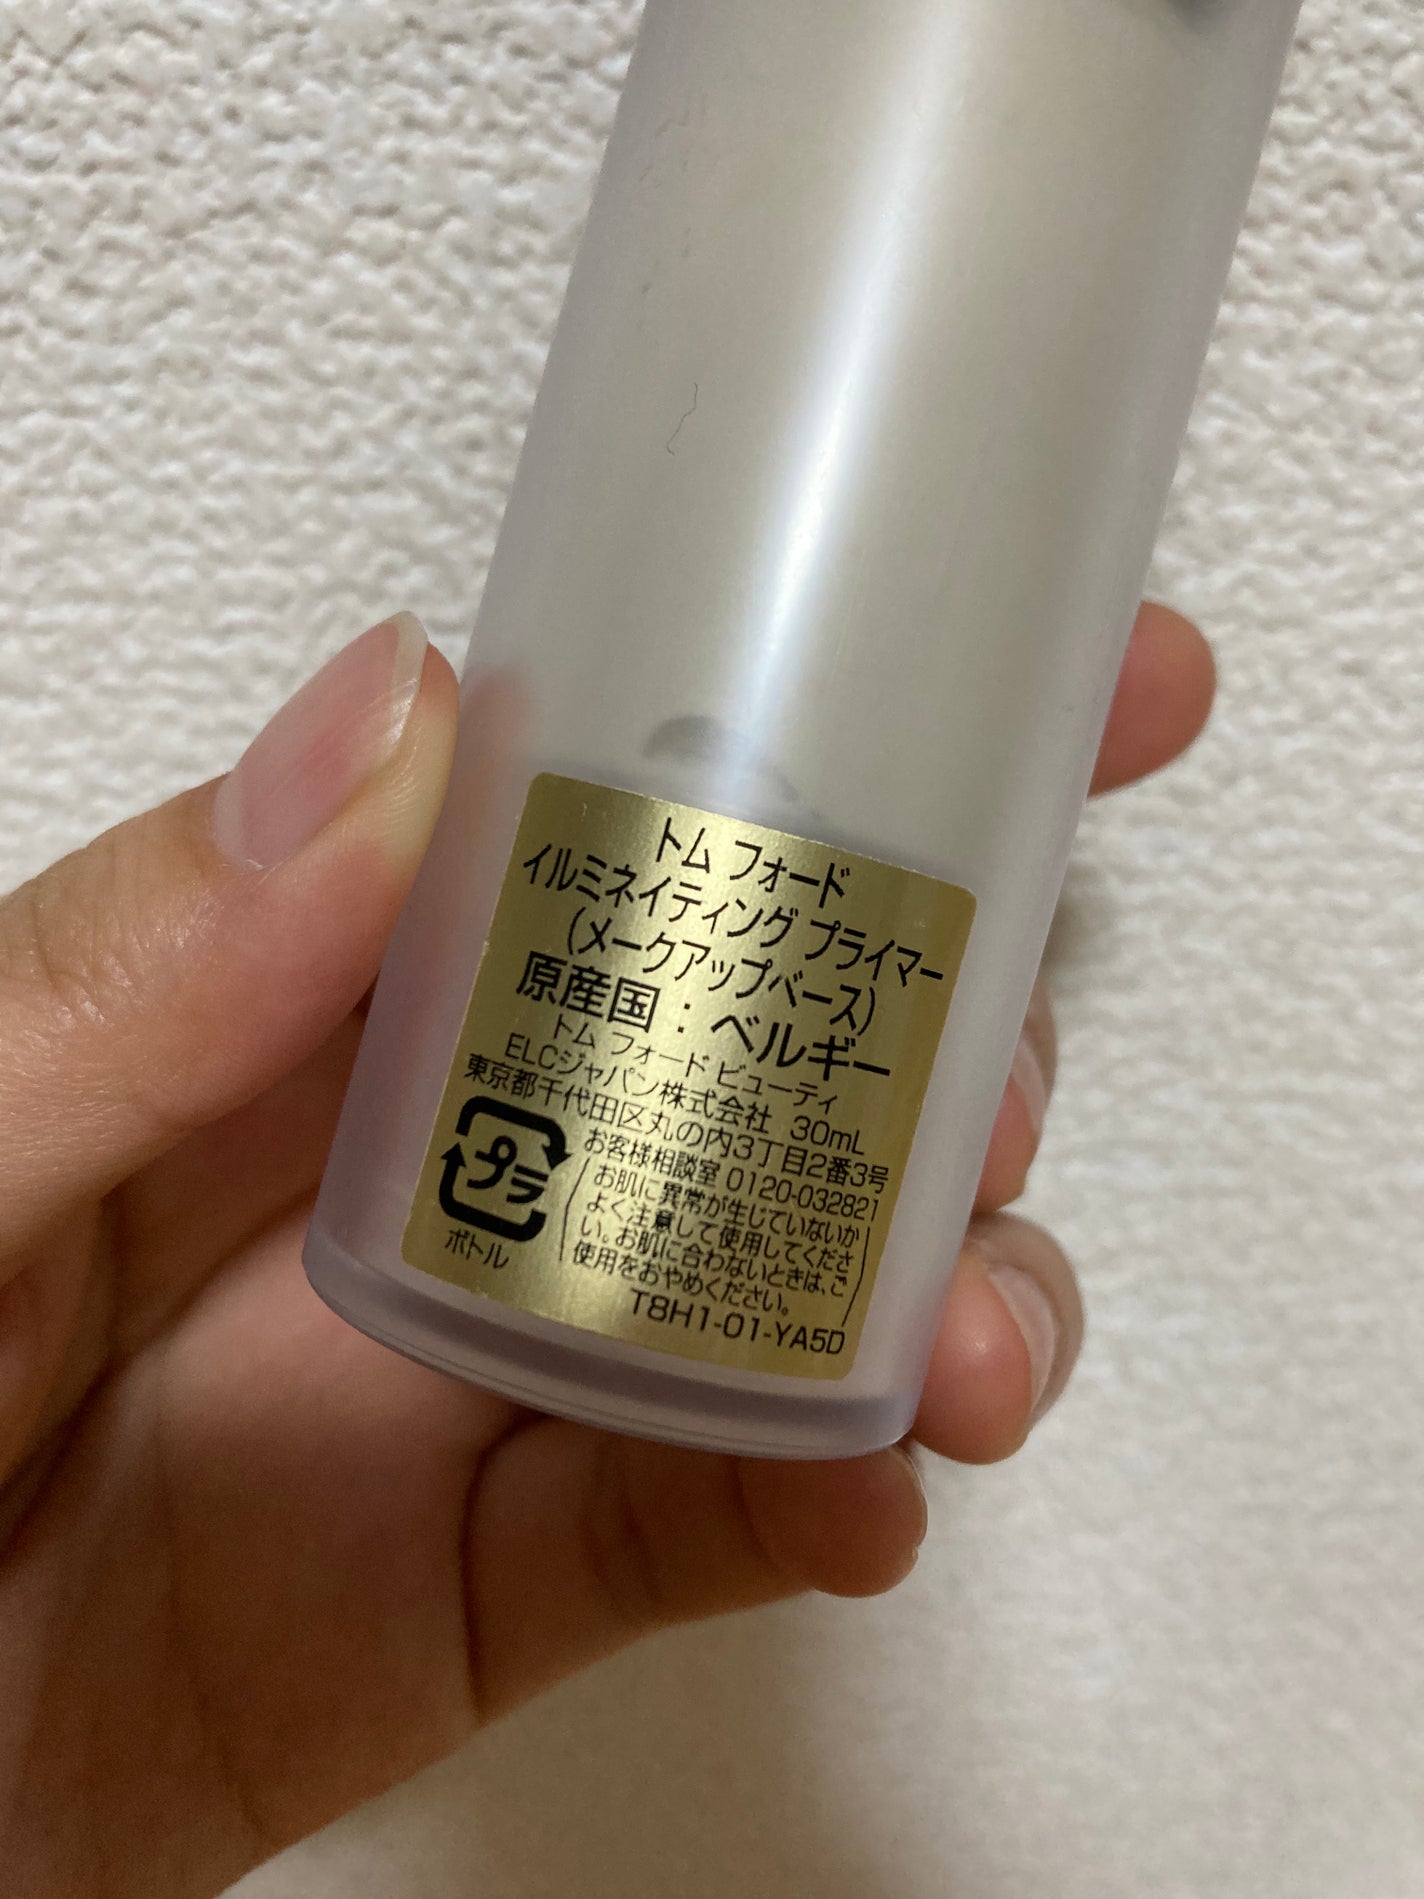 トム フォード
イルミネイティング プライマー
(メークアップベース)
原産国：ベルギー
トム フォード ビューティ
ELCジャパン株式会社 30mL
東京都千代田区丸の内3丁目2番3号
お客様相談室 0120-032821
お肌に異常が生じていないか
よく注意して使用してくださ
い。お肌に合わないときは、ご
使用をおやめください。
プラ
ボトル
T8H1-01-YA5D